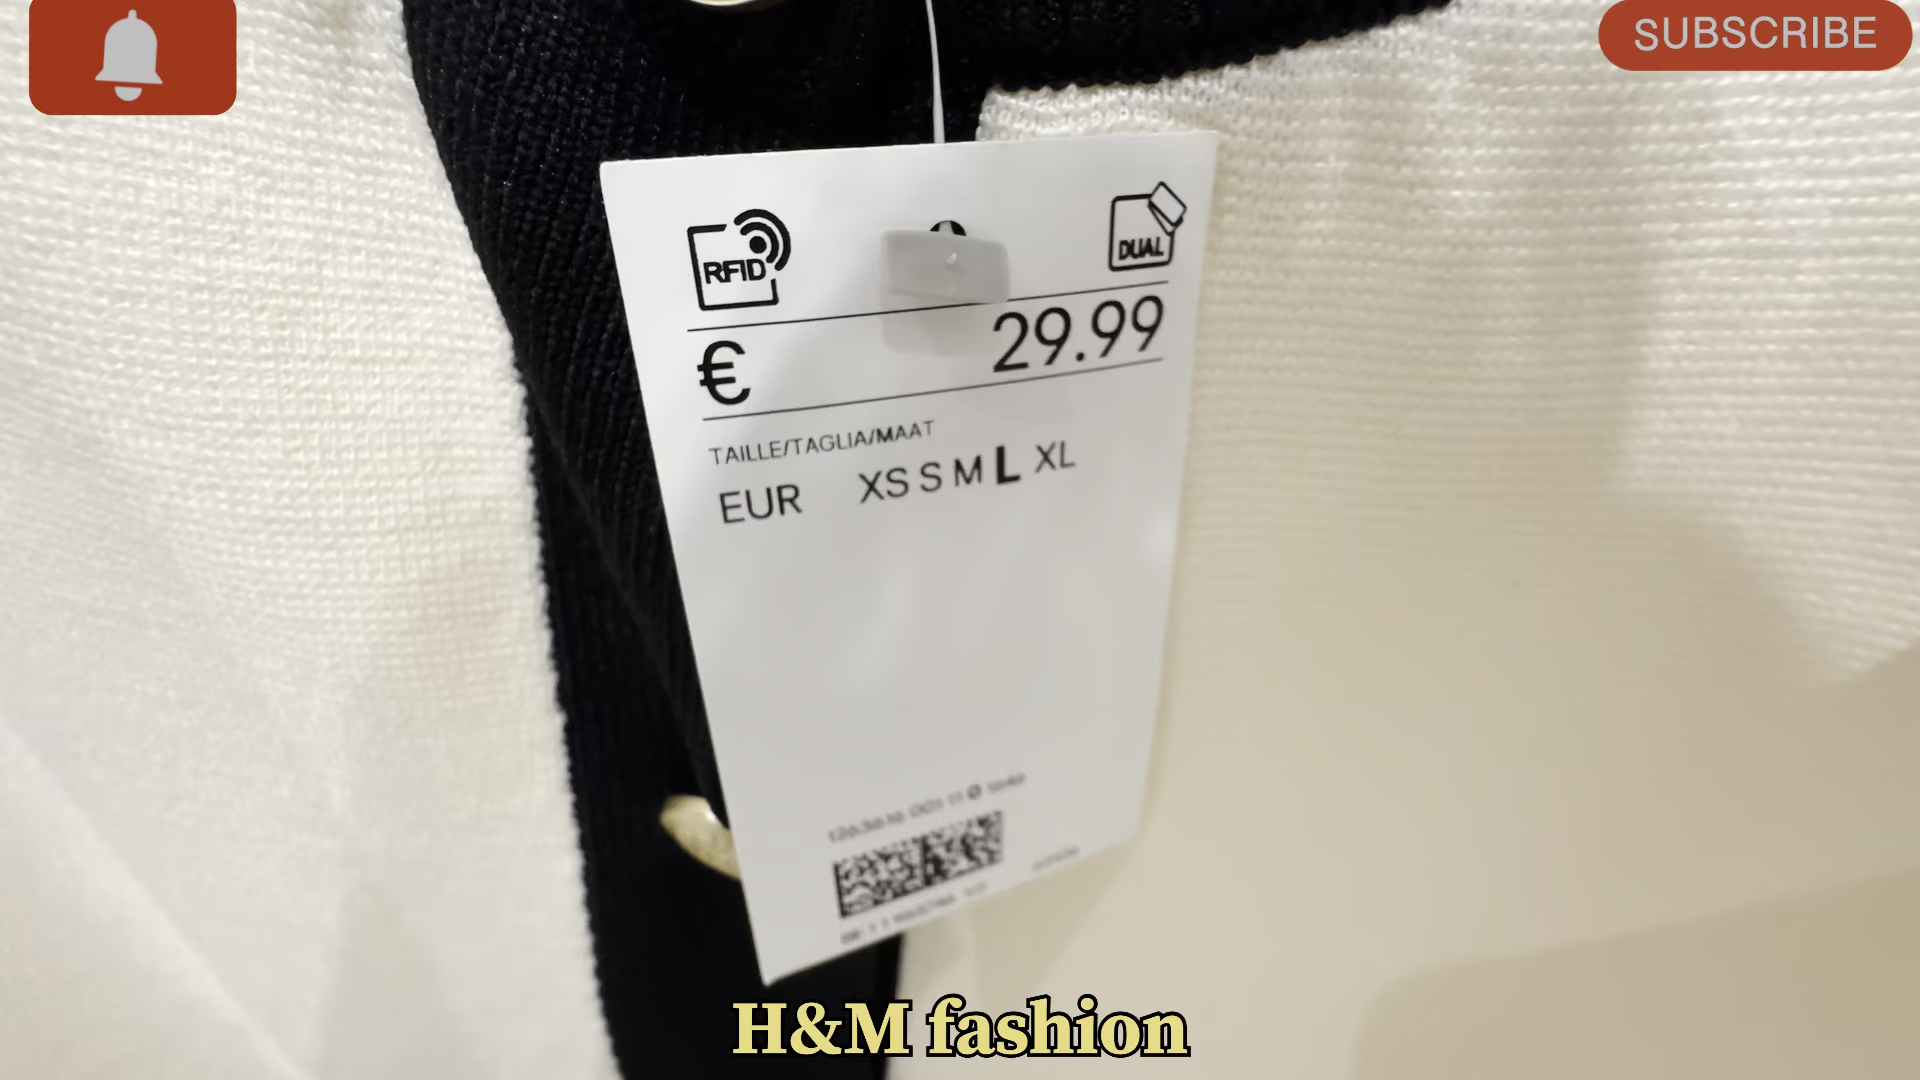 SUBSCRIBE
RFID
DUAL
€ 29.99
TAILLE/TAGLIA/MAAT
EUR XS S M L XL
H&M fashion